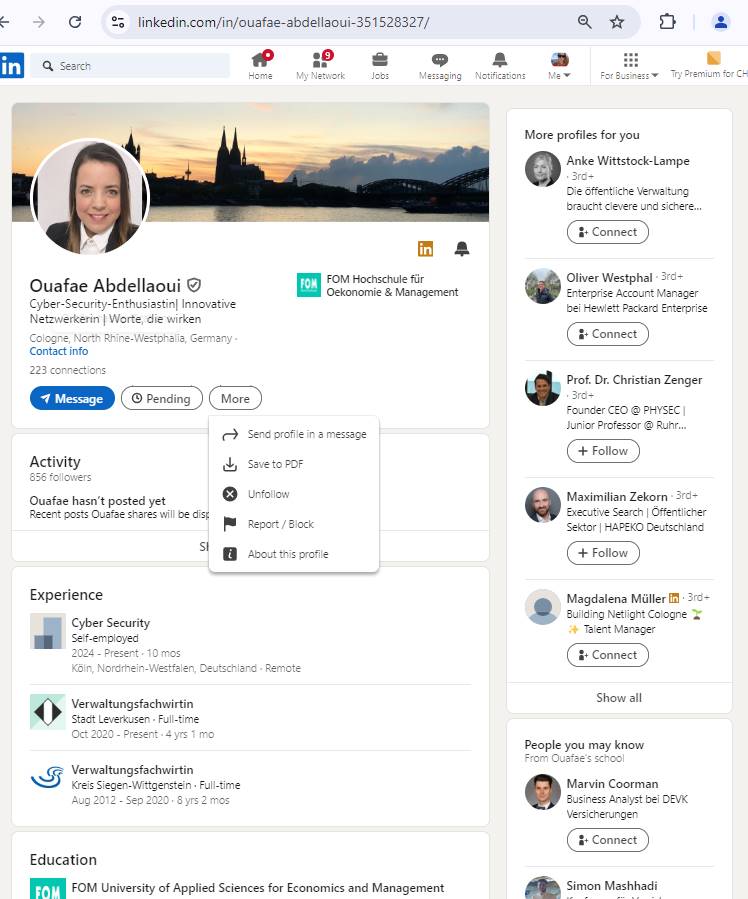 linkedin.com/in/ouafae-abdellaoui-351528327/
in
Search
Home
9
My Network
Jobs
Messaging
Notifications
Me
For Business
Try Premium for CH
Ouafae Abdellaoui
Cyber-Security-Enthusiastin| Innovative
Netzwerkerin | Worte, die wirken
Cologne, North Rhine-Westphalia, Germany ·
Contact info
223 connections
in
FOM
FOM Hochschule für
Oekonomie & Management
Message
Pending
More
Send profile in a message
Save to PDF
Unfollow
Report / Block
About this profile
Activity
856 followers
Ouafae hasn't posted yet
Recent posts Ouafae shares will be disp
Experience
Cyber Security
Self-employed
2024 - Present · 10 mos
Köln, Nordrhein-Westfalen, Deutschland · Remote
Verwaltungsfachwirtin
Stadt Leverkusen · Full-time
Oct 2020 - Present · 4 yrs 1 mo
Verwaltungsfachwirtin
Kreis Siegen-Wittgenstein · Full-time
Aug 2012 - Sep 2020 · 8 yrs 2 mos
Education
FOM
FOM University of Applied Sciences for Economics and Management
More profiles for you
Anke Wittstock-Lampe
· 3rd+
Die öffentliche Verwaltung
braucht clevere und sichere...
Connect
Oliver Westphal · 3rd+
Enterprise Account Manager
bei Hewlett Packard Enterprise
Connect
Prof. Dr. Christian Zenger
· 3rd+
Founder CEO @ PHYSEC |
Junior Professor @ Ruhr...
Follow
Maximilian Zekorn · 3rd+
Executive Search | Öffentlicher
Sektor | HAPEKO Deutschland
Follow
Magdalena Müller in · 3rd+
Building Netlight Cologne 🌱
✨ Talent Manager
Connect
Show all
People you may know
From Ouafae's school
Marvin Coorman
Business Analyst bei DEVK
Versicherungen
Connect
Simon Mashhadi